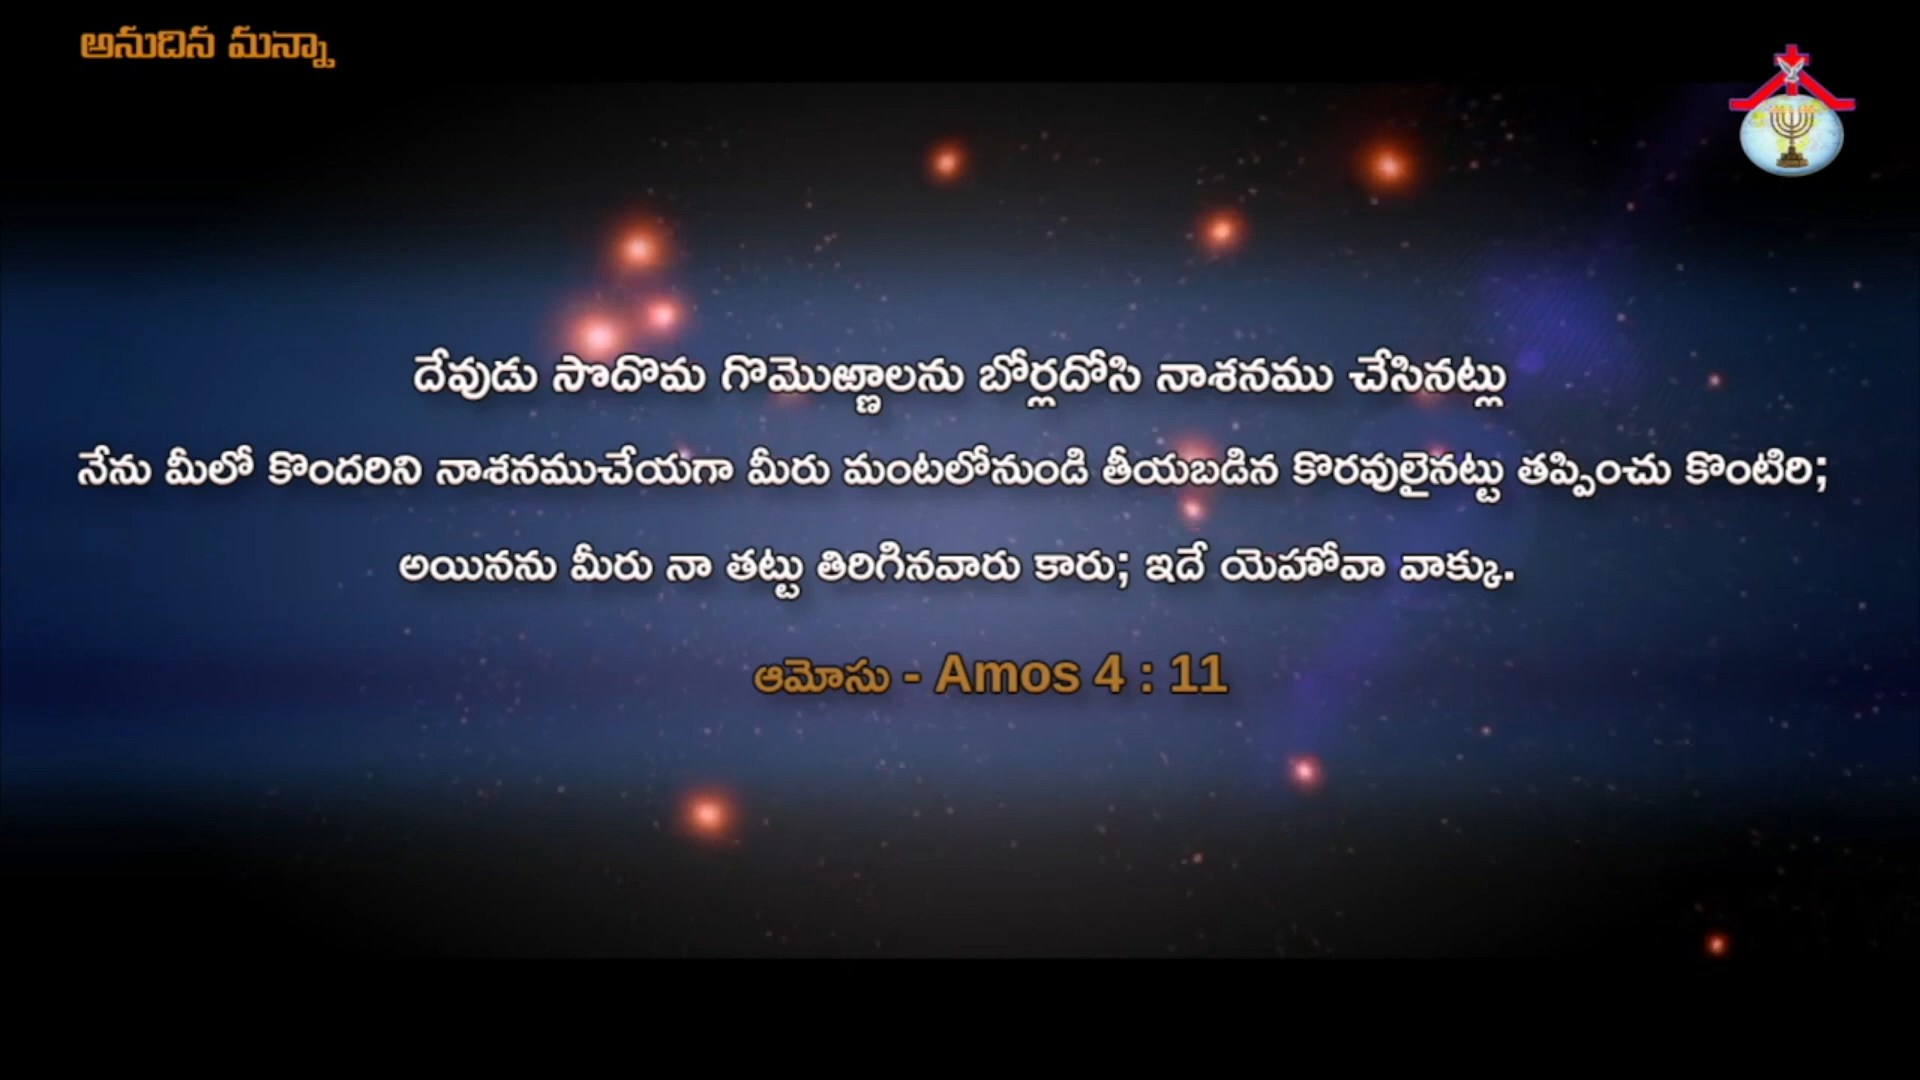 అనుదిన మన్నా
దేవుడు సొదొమ గొమొఱ్ఱాలను బోర్లదోసి నాశనము చేసినట్లు
నేను మీలో కొందరిని నాశనముచేయగా మీరు మంటలోనుండి తీయబడిన కొరవులైనట్టు తప్పించు కొంటిరి;
అయినను మీరు నా తట్టు తిరిగినవారు కారు; ఇదే యెహోవా వాక్కు.
ఆమోసు - Amos 4 : 11